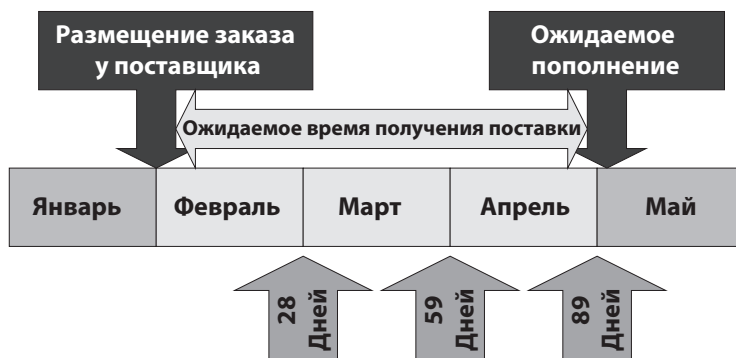 Размещение заказа
у поставщика
Ожидаемое
пополнение
Ожидаемое время получения поставки
Январь
Февраль
Март
Апрель
Май
28
Дней
59
Дней
89
Дней